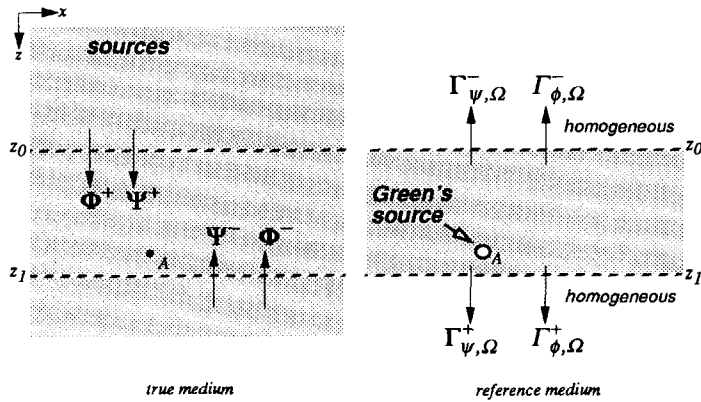 x
z
sources
z₀
Φ⁺ Ψ⁺
Ψ⁻ Φ⁻
A
z₁
true medium
Γ⁻ψ,Ω Γ⁻ϕ,Ω
homogeneous
z₀
Green's
source
A
z₁
homogeneous
Γ⁺ψ,Ω Γ⁺ϕ,Ω
reference medium